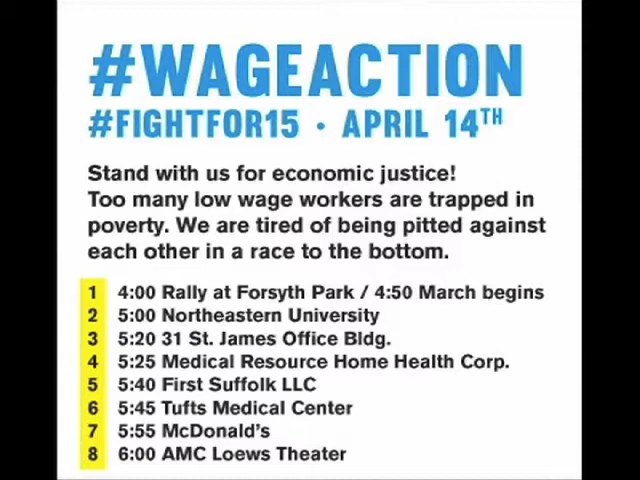 #WAGEACTION
#FIGHTFOR15 • APRIL 14TH
Stand with us for economic justice!
Too many low wage workers are trapped in
poverty. We are tired of being pitted against
each other in a race to the bottom.
1 4:00 Rally at Forsyth Park / 4:50 March begins
2 5:00 Northeastern University
3 5:20 31 St. James Office Bldg.
4 5:25 Medical Resource Home Health Corp.
5 5:40 First Suffolk LLC
6 5:45 Tufts Medical Center
7 5:55 McDonald's
8 6:00 AMC Loews Theater